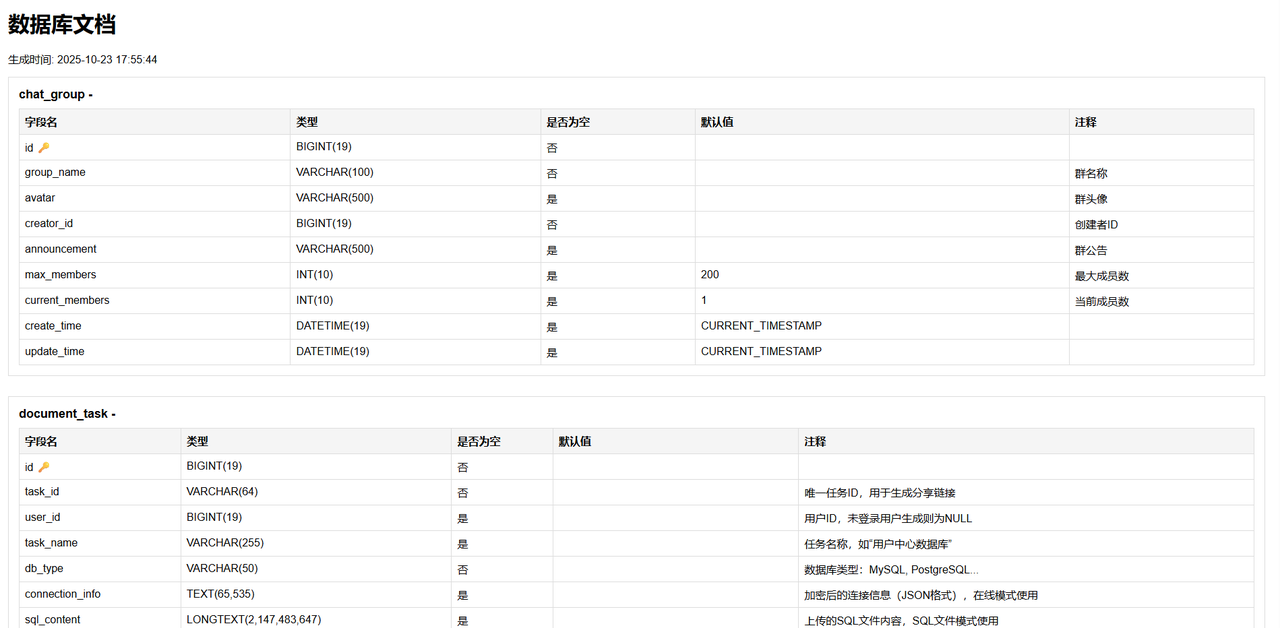 数据库文档
生成时间: 2025-10-23 17:55:44
chat_group -
字段名 类型 是否为空 默认值 注释
id BIGINT(19) 否
group_name VARCHAR(100) 否 群名称
avatar VARCHAR(500) 是 群头像
creator_id BIGINT(19) 否 创建者ID
announcement VARCHAR(500) 是 群公告
max_members INT(10) 是 200 最大成员数
current_members INT(10) 是 1 当前成员数
create_time DATETIME(19) 是 CURRENT_TIMESTAMP
update_time DATETIME(19) 是 CURRENT_TIMESTAMP
document_task -
字段名 类型 是否为空 默认值 注释
id BIGINT(19) 否
task_id VARCHAR(64) 否 唯一任务ID，用于生成分享链接
user_id BIGINT(19) 是 用户ID，未登录用户生成则为NULL
task_name VARCHAR(255) 是 任务名称，如“用户中心数据库”
db_type VARCHAR(50) 否 数据库类型：MySQL, PostgreSQL...
connection_info TEXT(65,535) 是 加密后的连接信息（JSON格式），在线模式使用
sql_content LONGTEXT(2,147,483,647) 是 上传的SQL文件内容，SQL文件模式使用